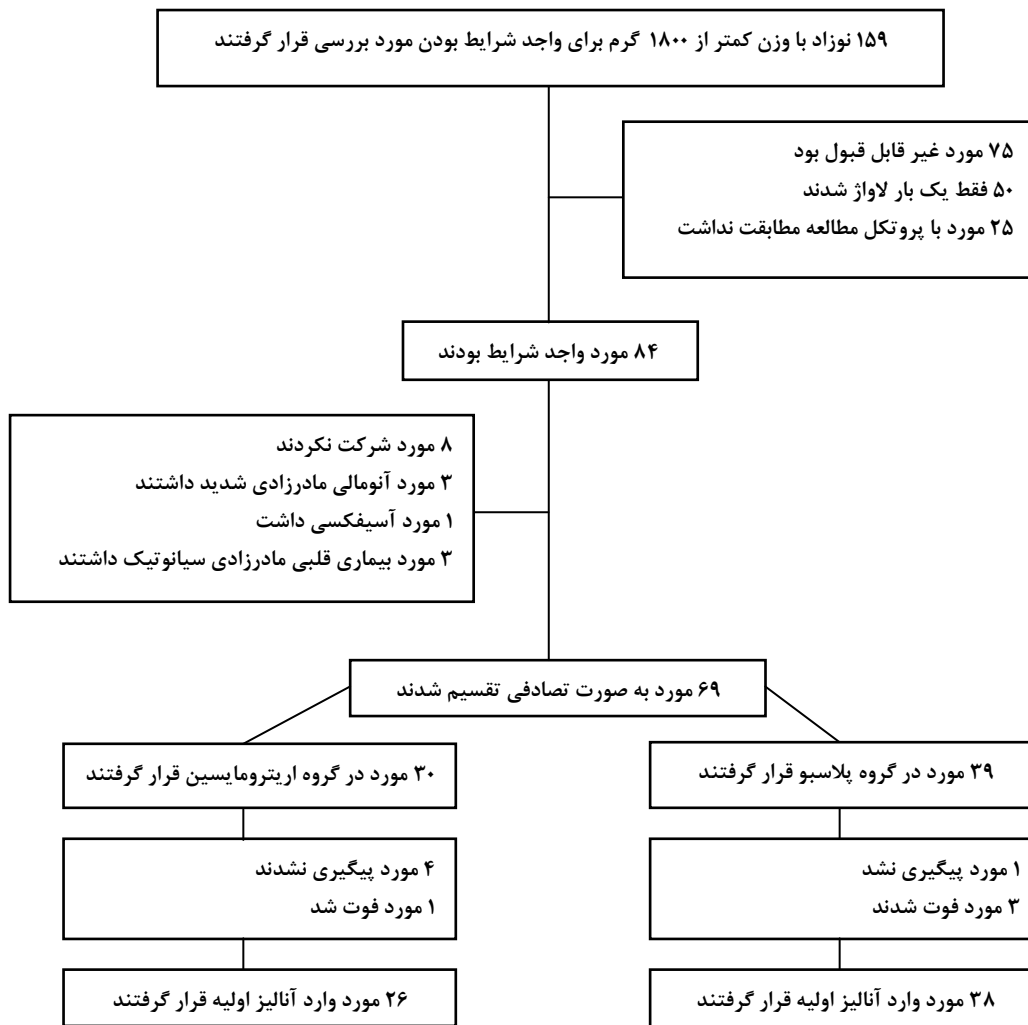 ۱۵۹ نوزاد با وزن کمتر از ۱۸۰۰ گرم برای واجد شرایط بودن مورد بررسی قرار گرفتند
۷۵ مورد غیر قابل قبول بود
۵۰ فقط یک بار لاواژ شدند
۲۵ مورد با پروتکل مطالعه مطابقت نداشت
۸۴ مورد واجد شرایط بودند
۸ مورد شرکت نکردند
۳ مورد آنومالی مادرزادی شدید داشتند
۱ مورد آسیفکسی داشت
۳ مورد بیماری قلبی مادرزادی سیانوتیک داشتند
۶۹ مورد به صورت تصادفی تقسیم شدند
۳۹ مورد در گروه پلاسبو قرار گرفتند
۳۰ مورد در گروه اریترومایسین قرار گرفتند
۱ مورد پیگیری نشد
۳ مورد فوت شدند
۴ مورد پیگیری نشدند
۱ مورد فوت شد
۳۸ مورد وارد آنالیز اولیه قرار گرفتند
۲۶ مورد وارد آنالیز اولیه قرار گرفتند